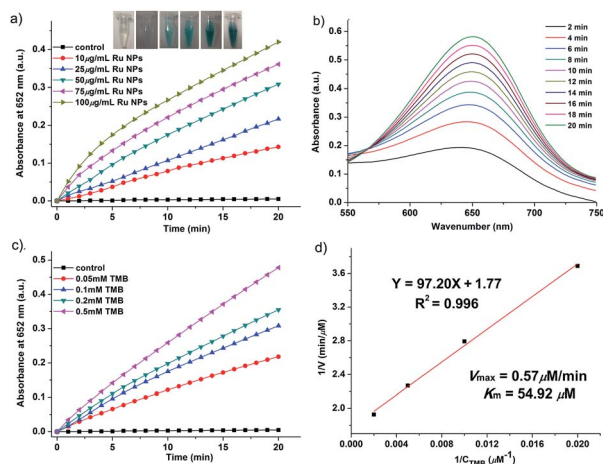 a)
0.4
0.3
0.2
0.1
0.0
Absorbance at 652 nm (a.u.)
control
10μg/mL Ru NPs
25μg/mL Ru NPs
50μg/mL Ru NPs
75μg/mL Ru NPs
100μg/mL Ru NPs
0 5 10 15 20
Time (min)
b)
0.6
0.5
0.4
0.3
0.2
0.1
0.0
Absorbance (a.u.)
2 min
4 min
6 min
8 min
10 min
12 min
14 min
16 min
18 min
20 min
550 600 650 700 750
Wavenumber (nm)
c).
0.5
0.4
0.3
0.2
0.1
0.0
Absorbance at 652 nm (a.u.)
control
0.05mM TMB
0.1mM TMB
0.2mM TMB
0.5mM TMB
0 5 10 15 20
Time (min)
d)
3.6
3.0
2.4
2.0
1/V (min/μM)
Y = 97.20X + 1.77
R² = 0.996
Vmax = 0.57μM/min
Km = 54.92 μM
0.000 0.004 0.008 0.012 0.016 0.020
1/CTMB (μM⁻¹)